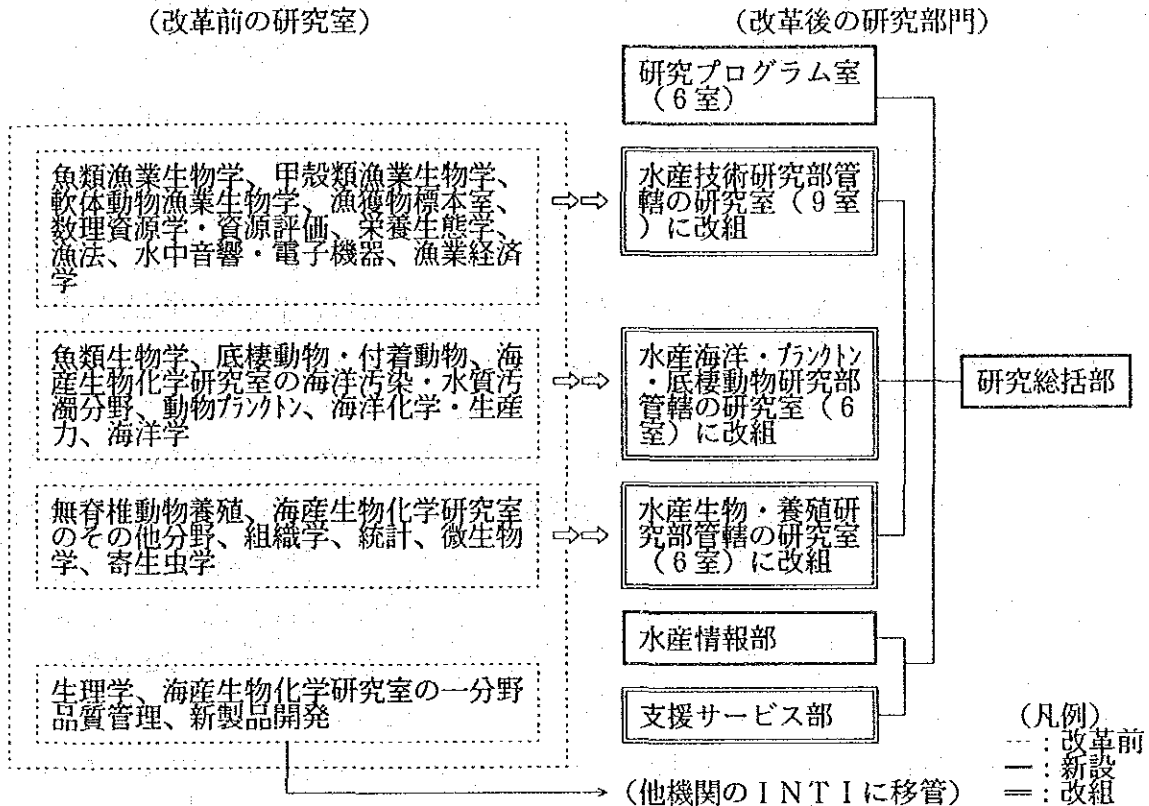 (改革前の研究室)
(改革後の研究部門)
研究プログラム室
(6室)
魚類漁業生物学、甲殻類漁業生物学、
軟体動物漁業生物学、漁獲物標本室、
数理資源学・資源評価、栄養生態学、
漁法、水中音響・電子機器、漁業経済
学
水産技術研究部管
轄の研究室(9室
)に改組
魚類生物学、底棲動物・付着動物、海
産生物化学研究室の海洋汚染・水質汚
濁分野、動物プランクトン、海洋化学・生産
力、海洋学
水産海洋・プランクトン
・底棲動物研究部
管轄の研究室(6
室)に改組
研究総括部
無脊椎動物養殖、海産生物化学研究室
のその他分野、組織学、統計、微生物
学、寄生虫学
水産生物・養殖研
究部管轄の研究室
(6室)に改組
水産情報部
生理学、海産生物化学研究室の一分野
品質管理、新製品開発
支援サービス部
(他機関のINTIに移管)
(凡例)
…:改革前
―:新設
=:改組